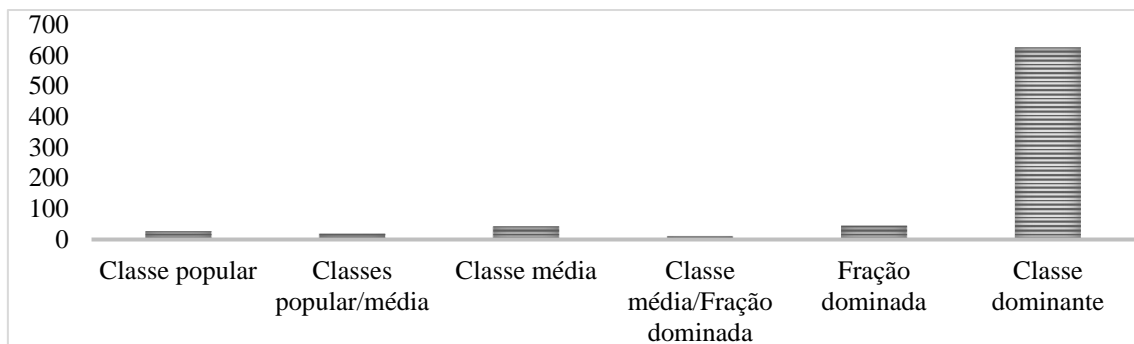 700
600
500
400
300
200
100
0
Classe popular
Classes
popular/média
Classe média
Classe
média/Fração
dominada
Fração
dominada
Classe
dominante